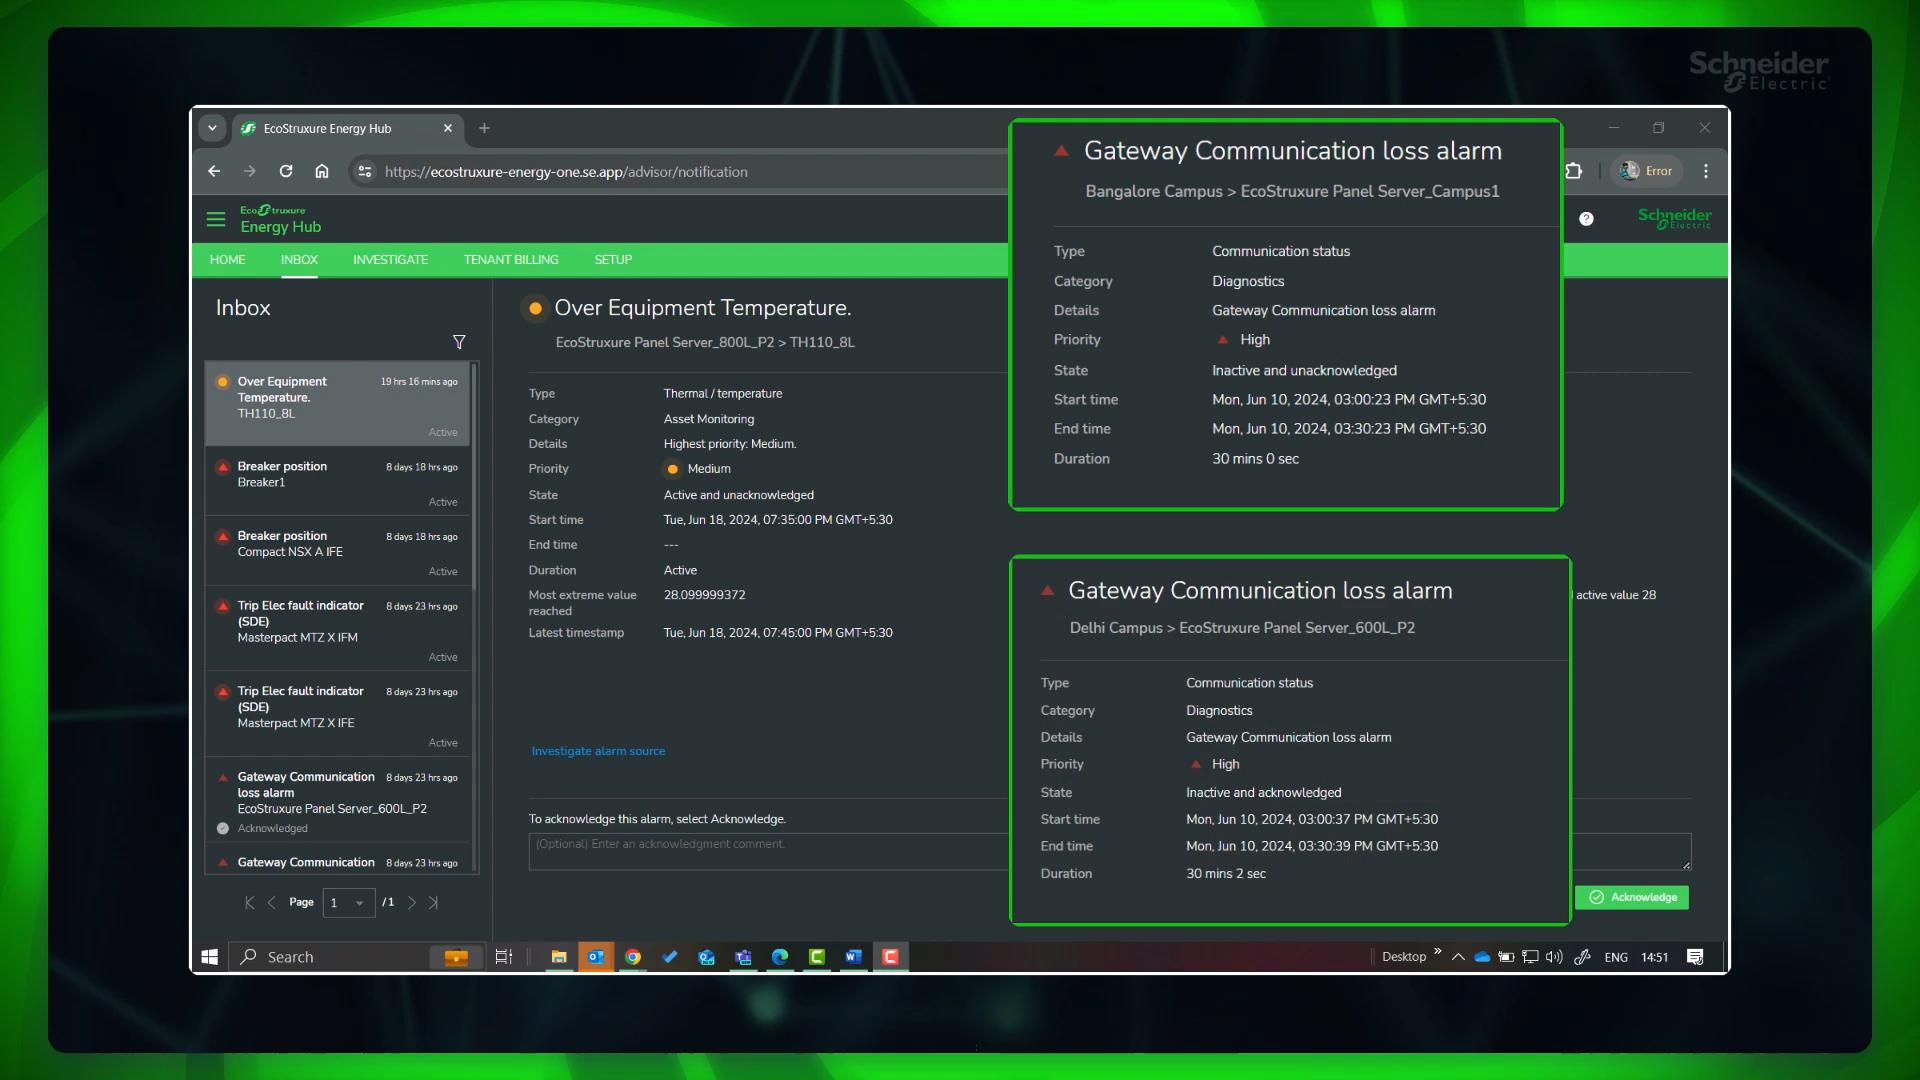 Schneider
Electric
EcoStruxure Energy Hub
https://ecostruxure-energy-one.se.app/advisor/notification
Error
EcoStruxure
Energy Hub
Schneider
Electric
HOME
INBOX
INVESTIGATE
TENANT BILLING
SETUP
Inbox
Over Equipment Temperature.
19 hrs 16 mins ago
TH110_8L
Active
Breaker position
8 days 18 hrs ago
Breaker1
Active
Breaker position
8 days 18 hrs ago
Compact NSX A IFE
Active
Trip Elec fault indicator
8 days 23 hrs ago
(SDE)
Masterpact MTZ X IFM
Active
Trip Elec fault indicator
8 days 23 hrs ago
(SDE)
Masterpact MTZ X IFE
Active
Gateway Communication
8 days 23 hrs ago
loss alarm
EcoStruxure Panel Server_600L_P2
Acknowledged
Gateway Communication
8 days 23 hrs ago
Page 1 / 1
Over Equipment Temperature.
EcoStruxure Panel Server_800L_P2 > TH110_8L
Type Thermal / temperature
Category Asset Monitoring
Details Highest priority: Medium.
Priority Medium
State Active and unacknowledged
Start time Tue, Jun 18, 2024, 07:35:00 PM GMT+5:30
End time ---
Duration Active
Most extreme value 28.099999372
reached
active value 28
Latest timestamp Tue, Jun 18, 2024, 07:45:00 PM GMT+5:30
Investigate alarm source
To acknowledge this alarm, select Acknowledge.
(Optional) Enter an acknowledgment comment.
Acknowledge
Gateway Communication loss alarm
Bangalore Campus > EcoStruxure Panel Server_Campus1
Type Communication status
Category Diagnostics
Details Gateway Communication loss alarm
Priority High
State Inactive and unacknowledged
Start time Mon, Jun 10, 2024, 03:00:23 PM GMT+5:30
End time Mon, Jun 10, 2024, 03:30:23 PM GMT+5:30
Duration 30 mins 0 sec
Gateway Communication loss alarm
Delhi Campus > EcoStruxure Panel Server_600L_P2
Type Communication status
Category Diagnostics
Details Gateway Communication loss alarm
Priority High
State Inactive and acknowledged
Start time Mon, Jun 10, 2024, 03:00:37 PM GMT+5:30
End time Mon, Jun 10, 2024, 03:30:39 PM GMT+5:30
Duration 30 mins 2 sec
Search
Desktop
ENG
14:51